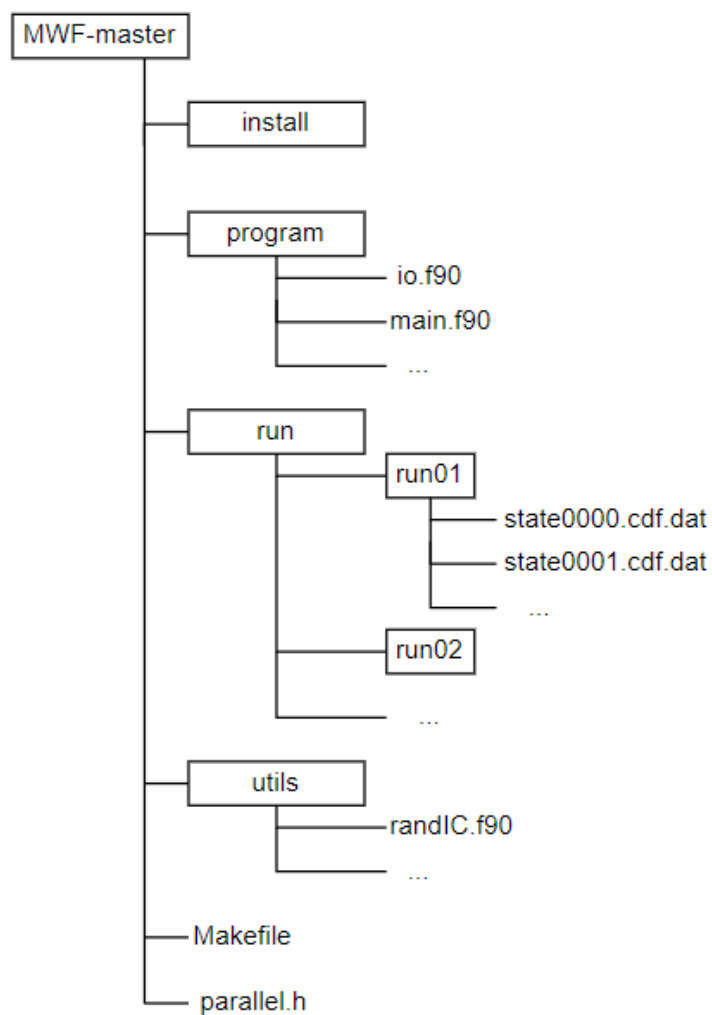 MWF-master
install
program
io.f90
main.f90
...
run
run01
state0000.cdf.dat
state0001.cdf.dat
...
run02
...
utils
randIC.f90
...
Makefile
parallel.h